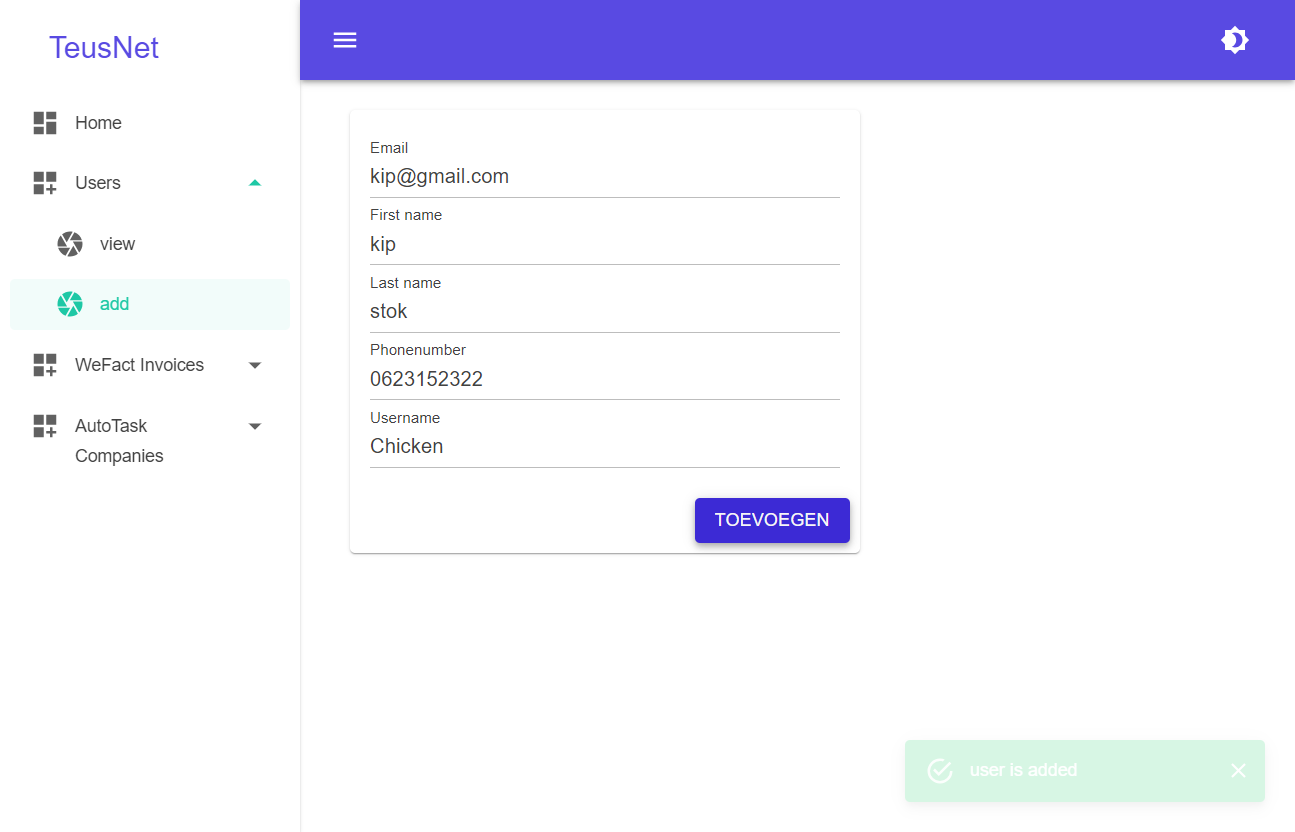 TeusNet
Home
Users
view
add
WeFact Invoices
AutoTask
Companies
Email
kip@gmail.com
First name
kip
Last name
stok
Phonenumber
0623152322
Username
Chicken
TOEVOEGEN
user is added